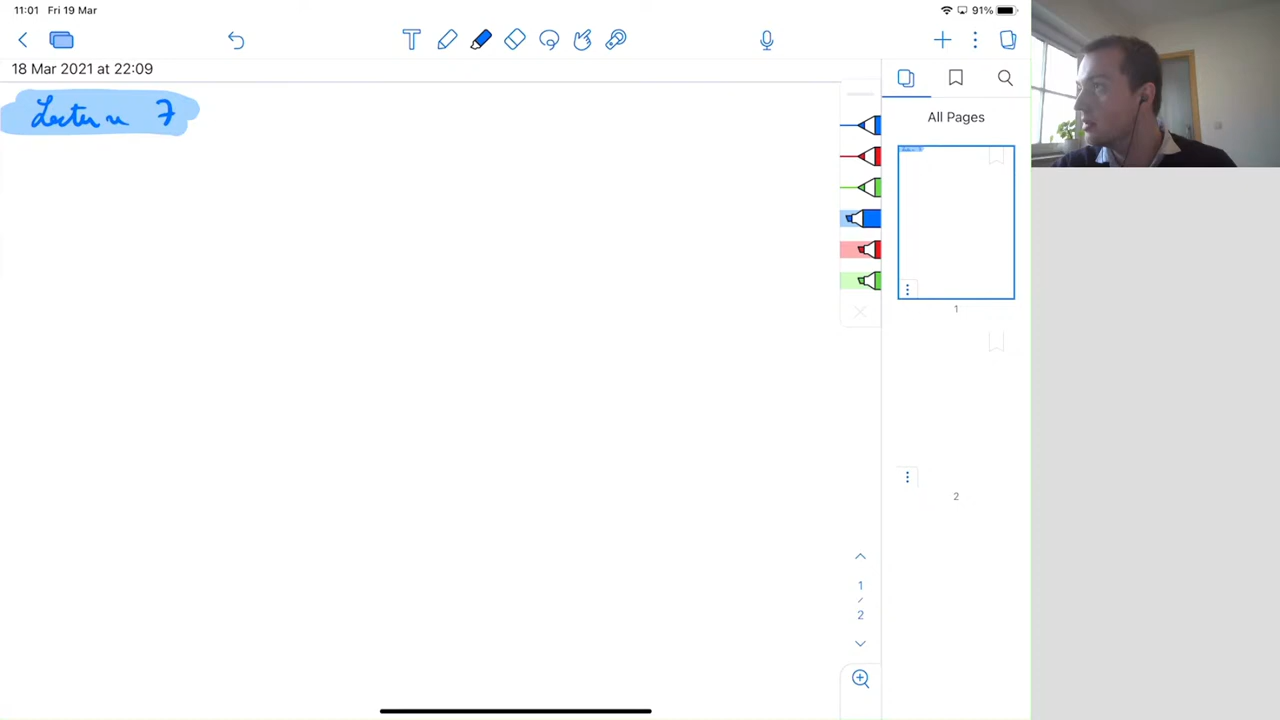 11:01 Fri 19 Mar
91%
T
18 Mar 2021 at 22:09
Lecture 7
All Pages
1
2
1
/
2